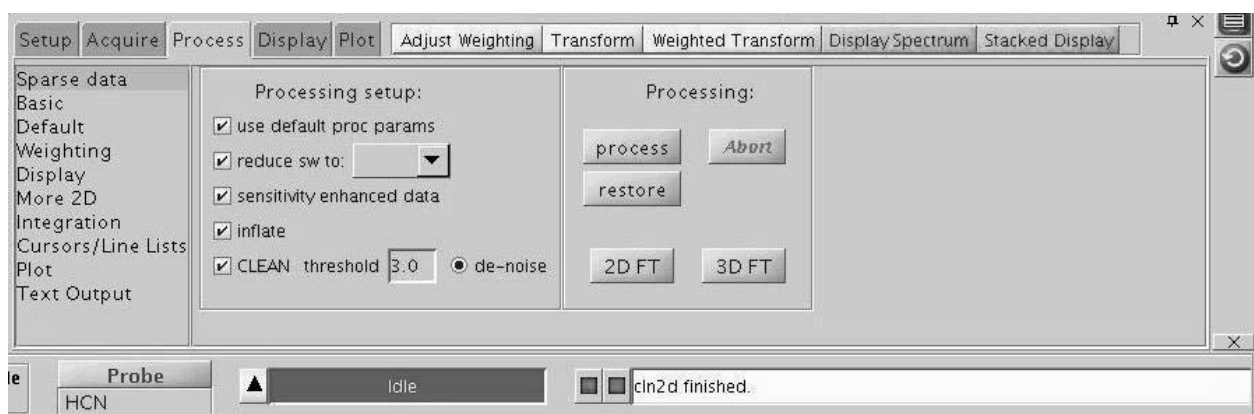 Setup Acquire Process Display Plot Adjust Weighting Transform Weighted Transform Display Spectrum Stacked Display
Sparse data
Basic
Default
Weighting
Display
More 2D
Integration
Cursors/Line Lists
Plot
Text Output
Processing setup:
use default proc params
reduce sw to:
sensitivity enhanced data
inflate
CLEAN threshold 3.0 de-noise
Processing:
process Abort
restore
2D FT 3D FT
Probe
HCN
Idle
cln2d finished.